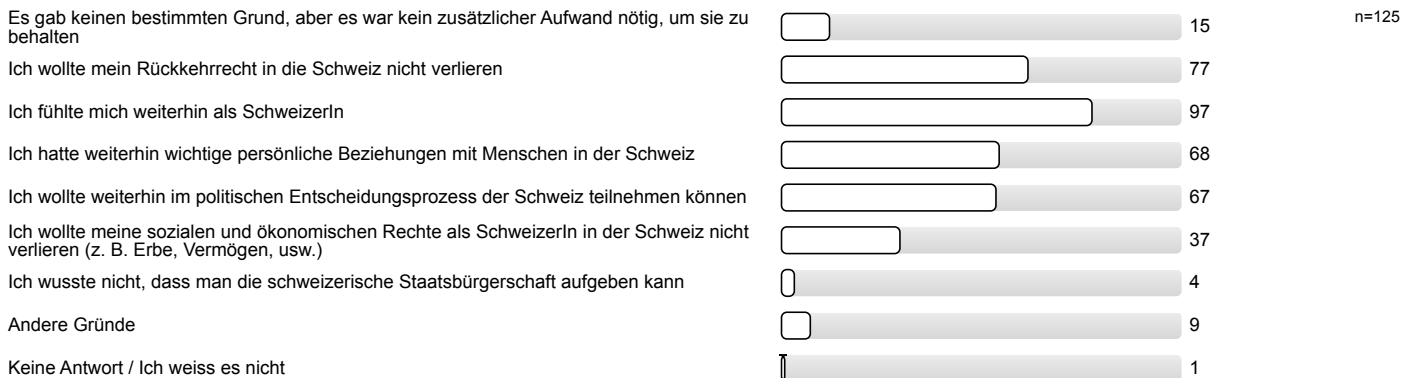 Es gab keinen bestimmten Grund, aber es war kein zusätzlicher Aufwand nötig, um sie zu
behalten
15
n=125
Ich wollte mein Rückkehrrecht in die Schweiz nicht verlieren
77
Ich fühlte mich weiterhin als SchweizerIn
97
Ich hatte weiterhin wichtige persönliche Beziehungen mit Menschen in der Schweiz
68
Ich wollte weiterhin im politischen Entscheidungsprozess der Schweiz teilnehmen können
67
Ich wollte meine sozialen und ökonomischen Rechte als SchweizerIn in der Schweiz nicht
verlieren (z. B. Erbe, Vermögen, usw.)
37
Ich wusste nicht, dass man die schweizerische Staatsbürgerschaft aufgeben kann
4
Andere Gründe
9
Keine Antwort / Ich weiss es nicht
1